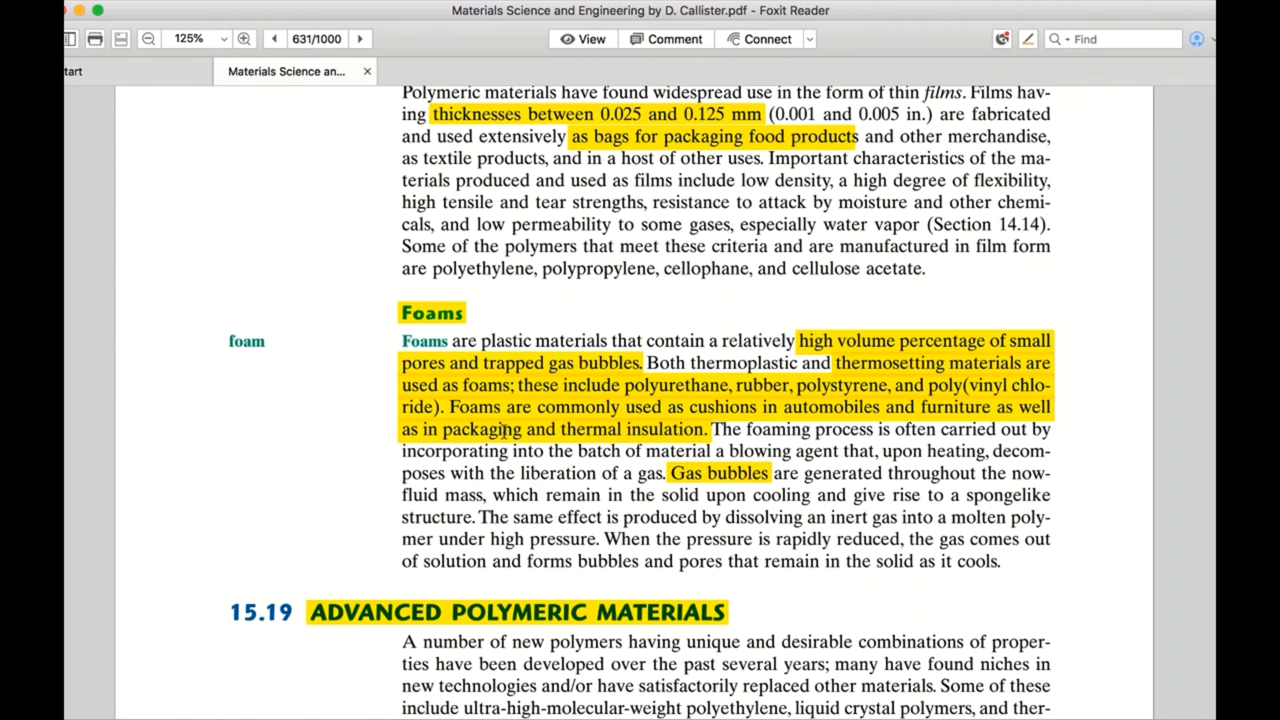 Materials Science and Engineering by D. Callister.pdf - Foxit Reader
125%
631/1000
View
Comment
Connect
Find
tart
Materials Science an...
Polymeric materials have found widespread use in the form of thin films. Films hav-
ing thicknesses between 0.025 and 0.125 mm (0.001 and 0.005 in.) are fabricated
and used extensively as bags for packaging food products and other merchandise,
as textile products, and in a host of other uses. Important characteristics of the ma-
terials produced and used as films include low density, a high degree of flexibility,
high tensile and tear strengths, resistance to attack by moisture and other chemi-
cals, and low permeability to some gases, especially water vapor (Section 14.14).
Some of the polymers that meet these criteria and are manufactured in film form
are polyethylene, polypropylene, cellophane, and cellulose acetate.
Foams
foam
Foams are plastic materials that contain a relatively high volume percentage of small
pores and trapped gas bubbles. Both thermoplastic and thermosetting materials are
used as foams; these include polyurethane, rubber, polystyrene, and poly(vinyl chlo-
ride). Foams are commonly used as cushions in automobiles and furniture as well
as in packaging and thermal insulation. The foaming process is often carried out by
incorporating into the batch of material a blowing agent that, upon heating, decom-
poses with the liberation of a gas. Gas bubbles are generated throughout the now-
fluid mass, which remain in the solid upon cooling and give rise to a spongelike
structure. The same effect is produced by dissolving an inert gas into a molten poly-
mer under high pressure. When the pressure is rapidly reduced, the gas comes out
of solution and forms bubbles and pores that remain in the solid as it cools.
15.19 ADVANCED POLYMERIC MATERIALS
A number of new polymers having unique and desirable combinations of proper-
ties have been developed over the past several years; many have found niches in
new technologies and/or have satisfactorily replaced other materials. Some of these
include ultra-high-molecular-weight polyethylene, liquid crystal polymers, and ther-